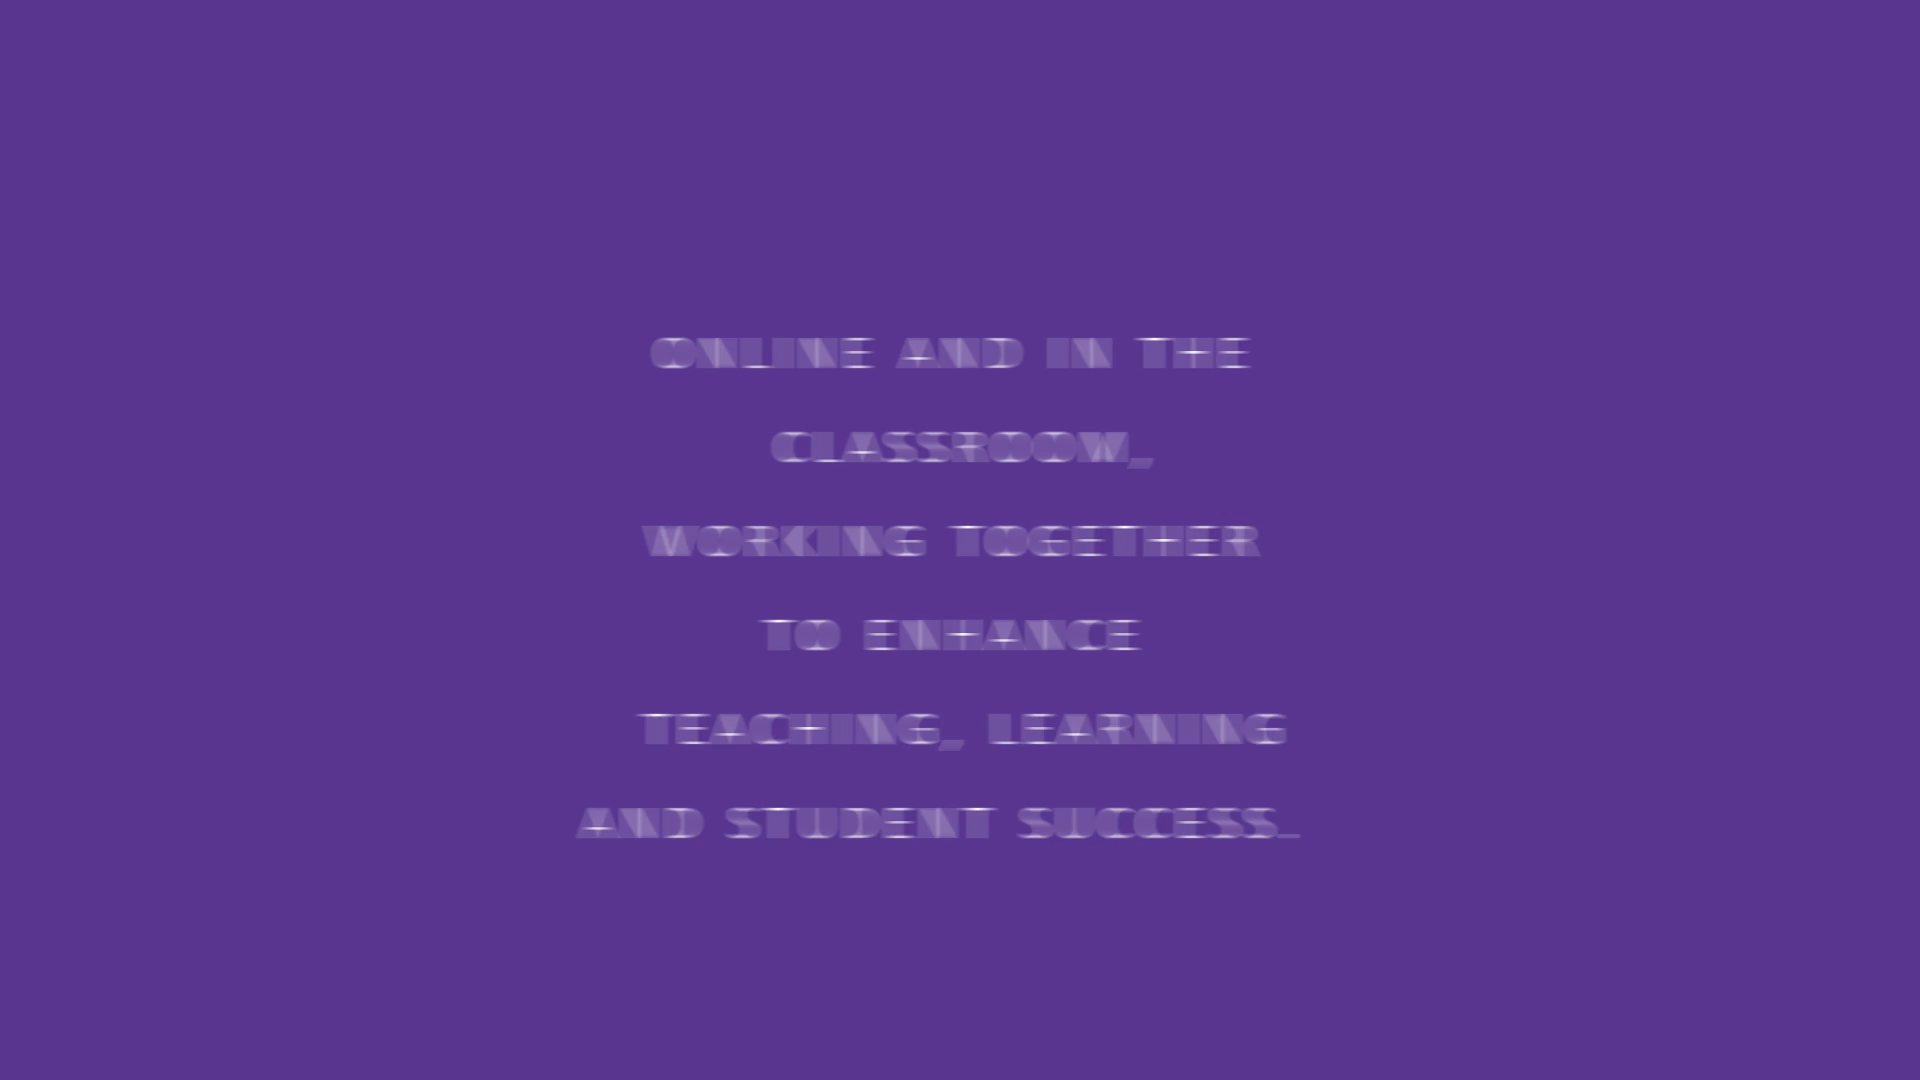 ONLINE AND IN THE
CLASSROOM,
WORKING TOGETHER
TO ENHANCE
TEACHING, LEARNING
AND STUDENT SUCCESS.